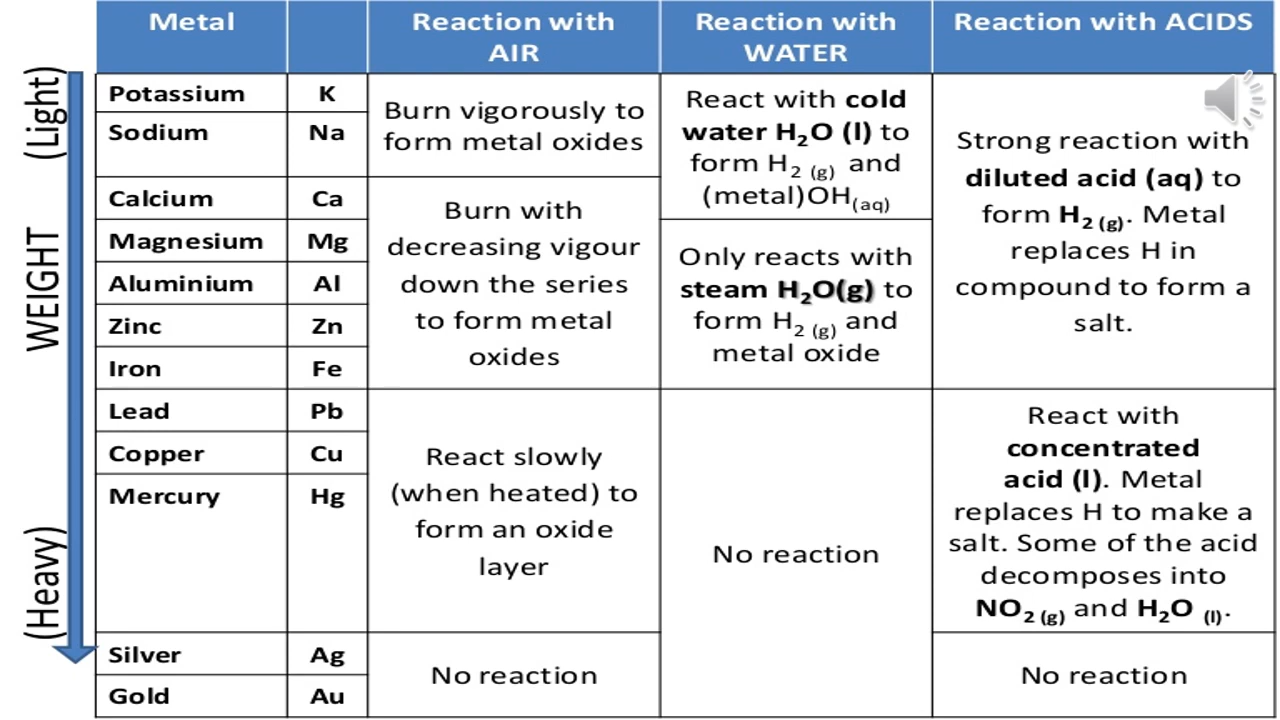 Metal
Reaction with
AIR
Reaction with
WATER
Reaction with ACIDS
(Light)
WEIGHT
(Heavy)
Potassium K
Sodium Na
Calcium Ca
Magnesium Mg
Aluminium Al
Zinc Zn
Iron Fe
Lead Pb
Copper Cu
Mercury Hg
Silver Ag
Gold Au
Burn vigorously to
form metal oxides
Burn with
decreasing vigour
down the series
to form metal
oxides
React slowly
(when heated) to
form an oxide
layer
No reaction
React with cold
water H₂O (l) to
form H₂ (g) and
(metal)OH(aq)
Only reacts with
steam H₂O(g) to
form H₂ (g) and
metal oxide
No reaction
Strong reaction with
diluted acid (aq) to
form H₂ (g). Metal
replaces H in
compound to form a
salt.
React with
concentrated
acid (l). Metal
replaces H to make a
salt. Some of the acid
decomposes into
NO₂ (g) and H₂O (l).
No reaction